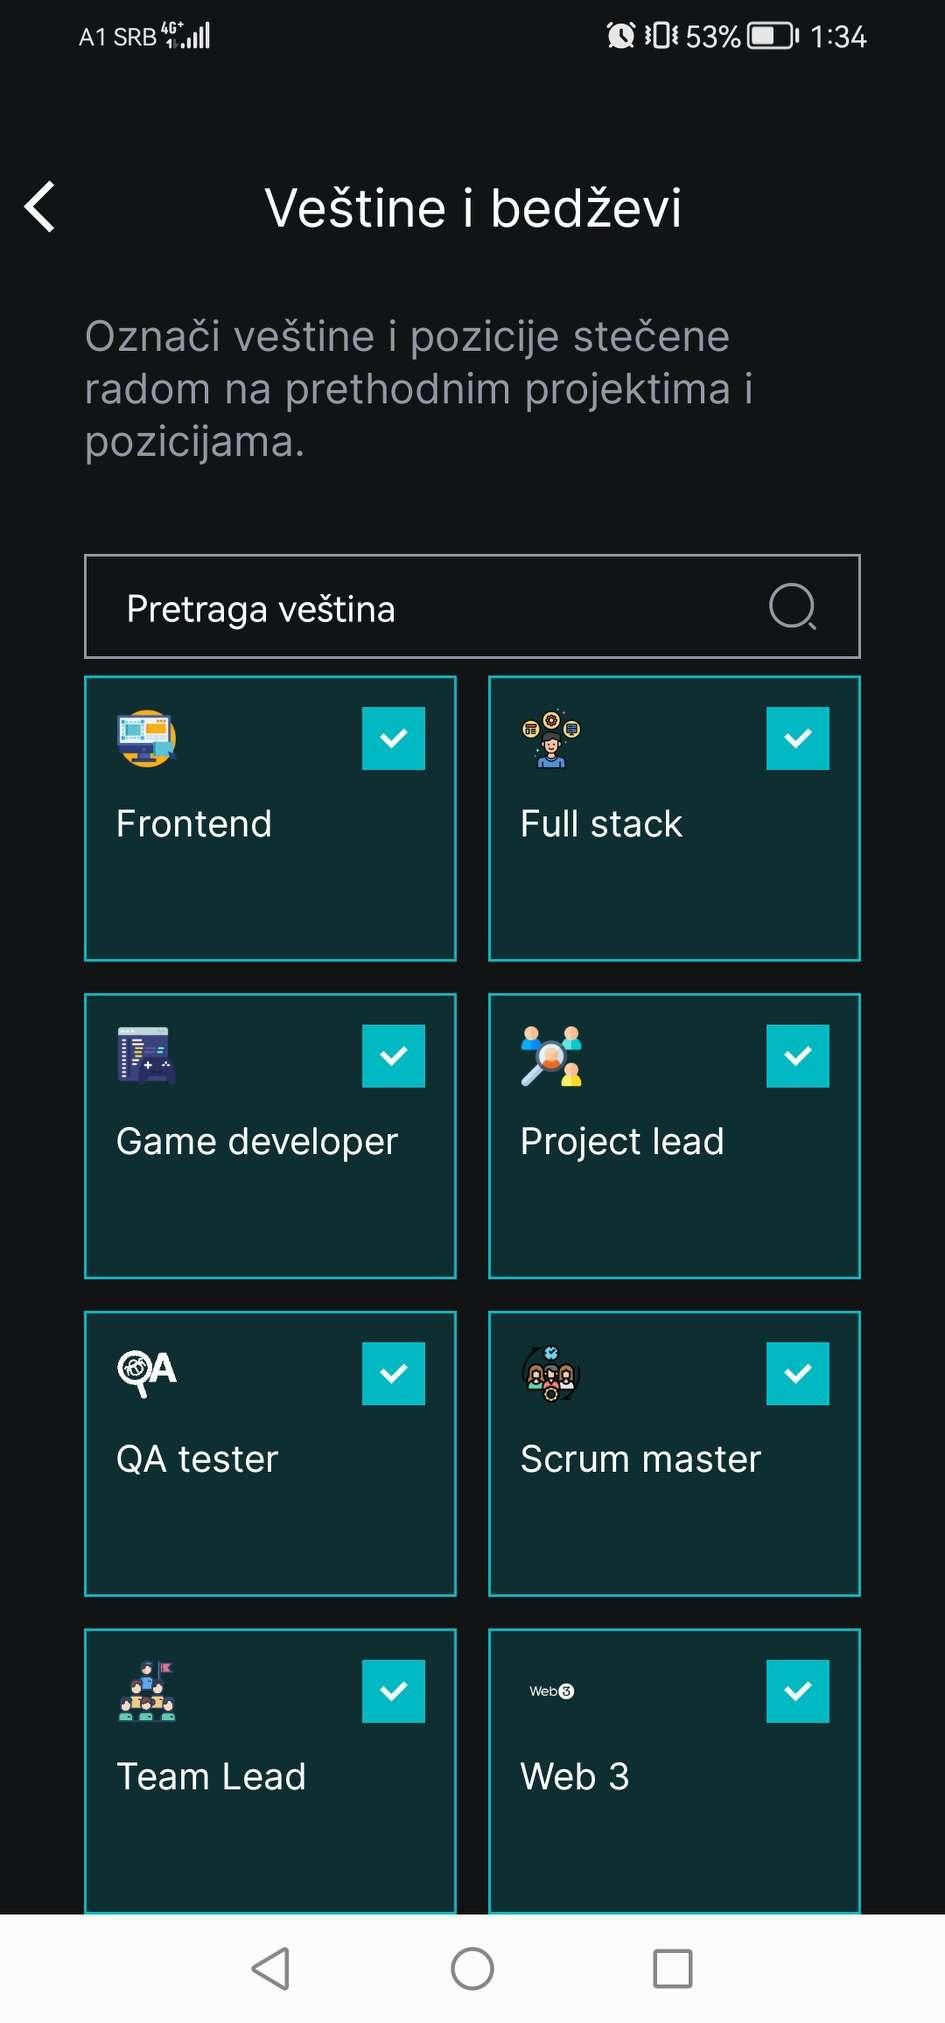 A1 SRB 4G+ 53% 1:34
Veštine i bedževi
Označi veštine i pozicije stečene
radom na prethodnim projektima i
pozicijama.
Pretraga veština
Frontend
Full stack
Game developer
Project lead
QA
QA tester
Scrum master
Web3
Team Lead
Web 3